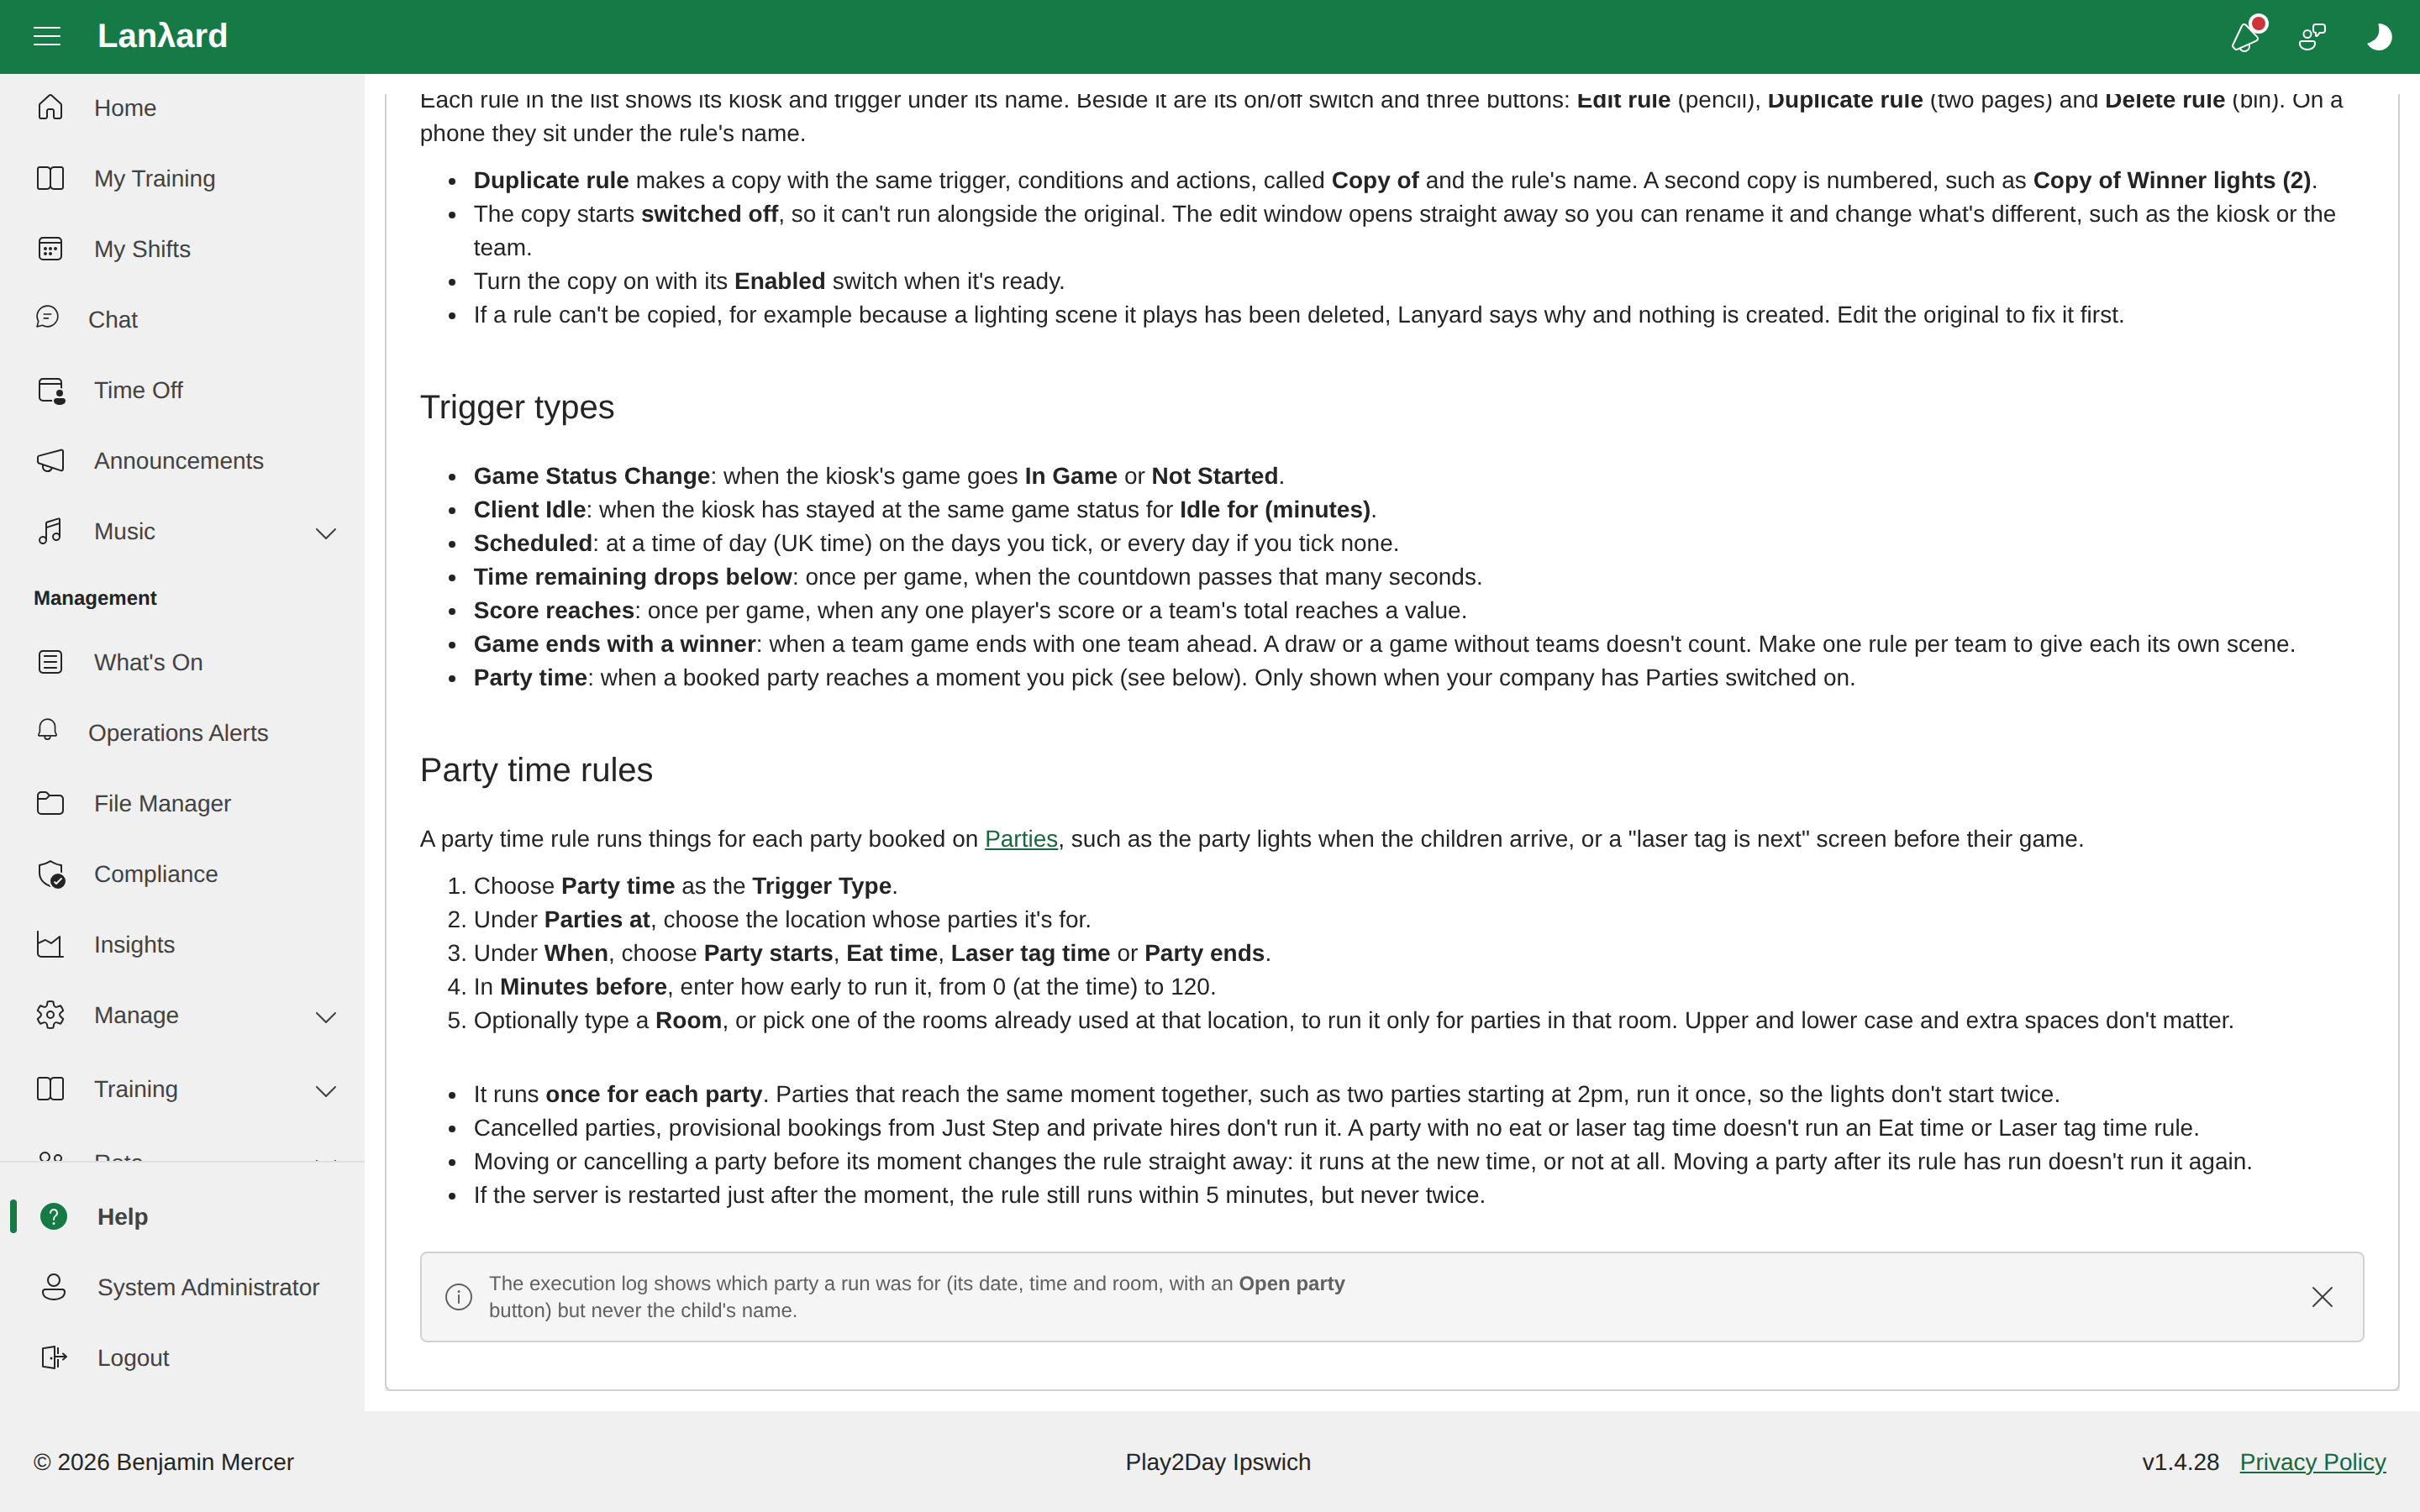 Lanλard
Home
My Training
My Shifts
Chat
Time Off
Announcements
Music
Management
What's On
Operations Alerts
File Manager
Compliance
Insights
Manage
Training
Rota
Help
System Administrator
Logout
Each rule in the list shows its kiosk and trigger under its name. Beside it are its on/off switch and three buttons: Edit rule (pencil), Duplicate rule (two pages) and Delete rule (bin). On a
phone they sit under the rule's name.
• Duplicate rule makes a copy with the same trigger, conditions and actions, called Copy of and the rule's name. A second copy is numbered, such as Copy of Winner lights (2).
• The copy starts switched off, so it can't run alongside the original. The edit window opens straight away so you can rename it and change what's different, such as the kiosk or the
team.
• Turn the copy on with its Enabled switch when it's ready.
• If a rule can't be copied, for example because a lighting scene it plays has been deleted, Lanyard says why and nothing is created. Edit the original to fix it first.
Trigger types
• Game Status Change: when the kiosk's game goes In Game or Not Started.
• Client Idle: when the kiosk has stayed at the same game status for Idle for (minutes).
• Scheduled: at a time of day (UK time) on the days you tick, or every day if you tick none.
• Time remaining drops below: once per game, when the countdown passes that many seconds.
• Score reaches: once per game, when any one player's score or a team's total reaches a value.
• Game ends with a winner: when a team game ends with one team ahead. A draw or a game without teams doesn't count. Make one rule per team to give each its own scene.
• Party time: when a booked party reaches a moment you pick (see below). Only shown when your company has Parties switched on.
Party time rules
A party time rule runs things for each party booked on Parties, such as the party lights when the children arrive, or a "laser tag is next" screen before their game.
1. Choose Party time as the Trigger Type.
2. Under Parties at, choose the location whose parties it's for.
3. Under When, choose Party starts, Eat time, Laser tag time or Party ends.
4. In Minutes before, enter how early to run it, from 0 (at the time) to 120.
5. Optionally type a Room, or pick one of the rooms already used at that location, to run it only for parties in that room. Upper and lower case and extra spaces don't matter.
• It runs once for each party. Parties that reach the same moment together, such as two parties starting at 2pm, run it once, so the lights don't start twice.
• Cancelled parties, provisional bookings from Just Step and private hires don't run it. A party with no eat or laser tag time doesn't run an Eat time or Laser tag time rule.
• Moving or cancelling a party before its moment changes the rule straight away: it runs at the new time, or not at all. Moving a party after its rule has run doesn't run it again.
• If the server is restarted just after the moment, the rule still runs within 5 minutes, but never twice.
The execution log shows which party a run was for (its date, time and room, with an Open party
button) but never the child's name.
© 2026 Benjamin Mercer
Play2Day Ipswich
v1.4.28 Privacy Policy